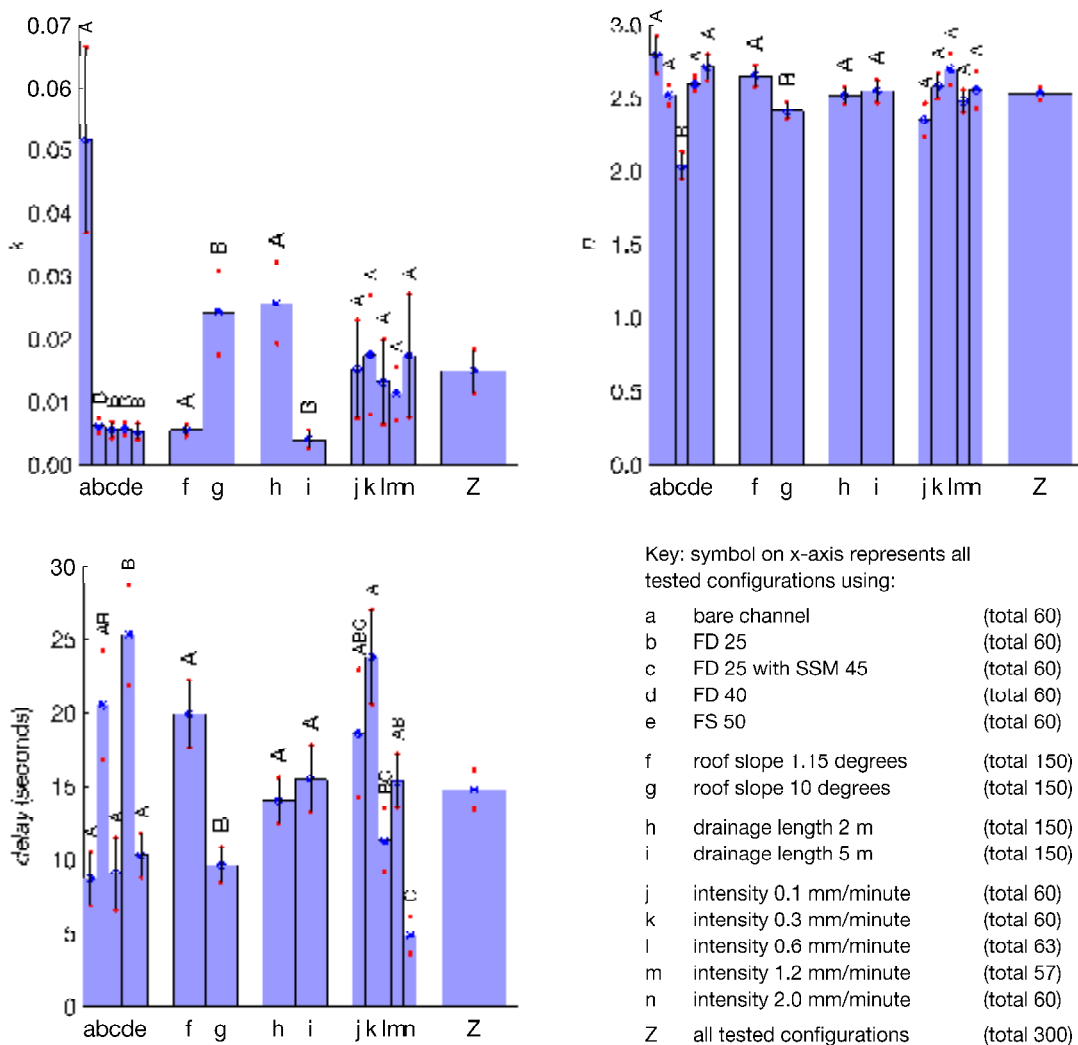 0.07
0.06
0.05
0.04
0.03
0.02
0.01
0.00
k
A
B
A
B
A
B
A
A
A
A
A
abcde f g h i j k lmn Z
3.0
2.5
2.0
1.5
1.0
0.5
0.0
n
A
A
B
A
A
A
A
A
A
A
A
A
A
abcde f g h i j k lmn Z
30
25
20
15
10
5
0
delay (seconds)
A
A
B
A
A
B
A
A
ABC
A
AB
C
abcde f g h i j k lmn Z
Key: symbol on x-axis represents all
tested configurations using:
a bare channel (total 60)
b FD 25 (total 60)
c FD 25 with SSM 45 (total 60)
d FD 40 (total 60)
e FS 50 (total 60)
f roof slope 1.15 degrees (total 150)
g roof slope 10 degrees (total 150)
h drainage length 2 m (total 150)
i drainage length 5 m (total 150)
j intensity 0.1 mm/minute (total 60)
k intensity 0.3 mm/minute (total 60)
l intensity 0.6 mm/minute (total 63)
m intensity 1.2 mm/minute (total 57)
n intensity 2.0 mm/minute (total 60)
Z all tested configurations (total 300)